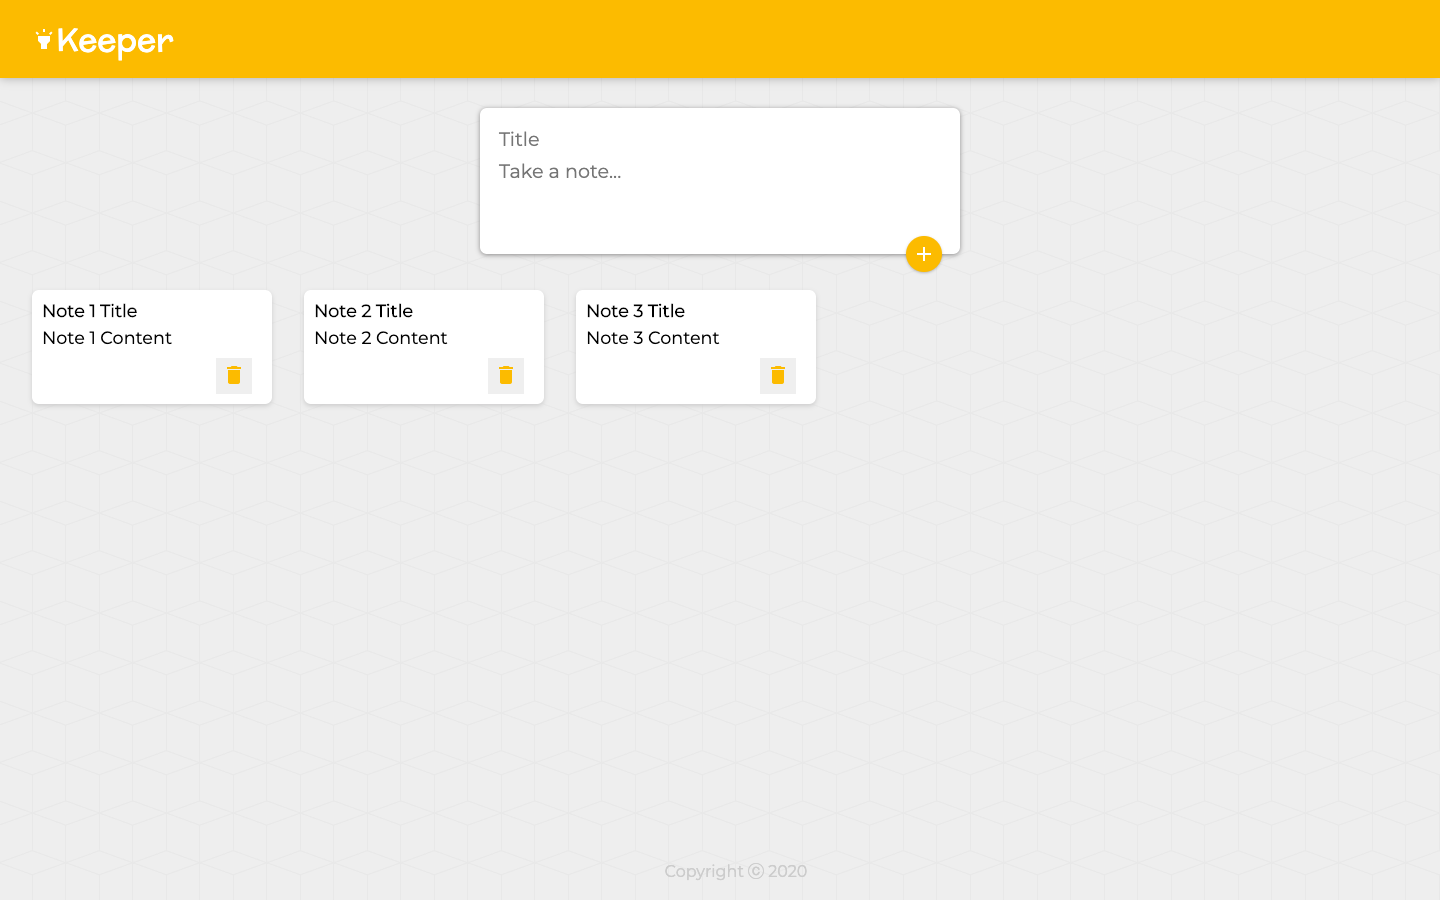 Keeper
Title
Take a note...
Note 1 Title
Note 1 Content
Note 2 Title
Note 2 Content
Note 3 Title
Note 3 Content
Copyright ⓒ 2020